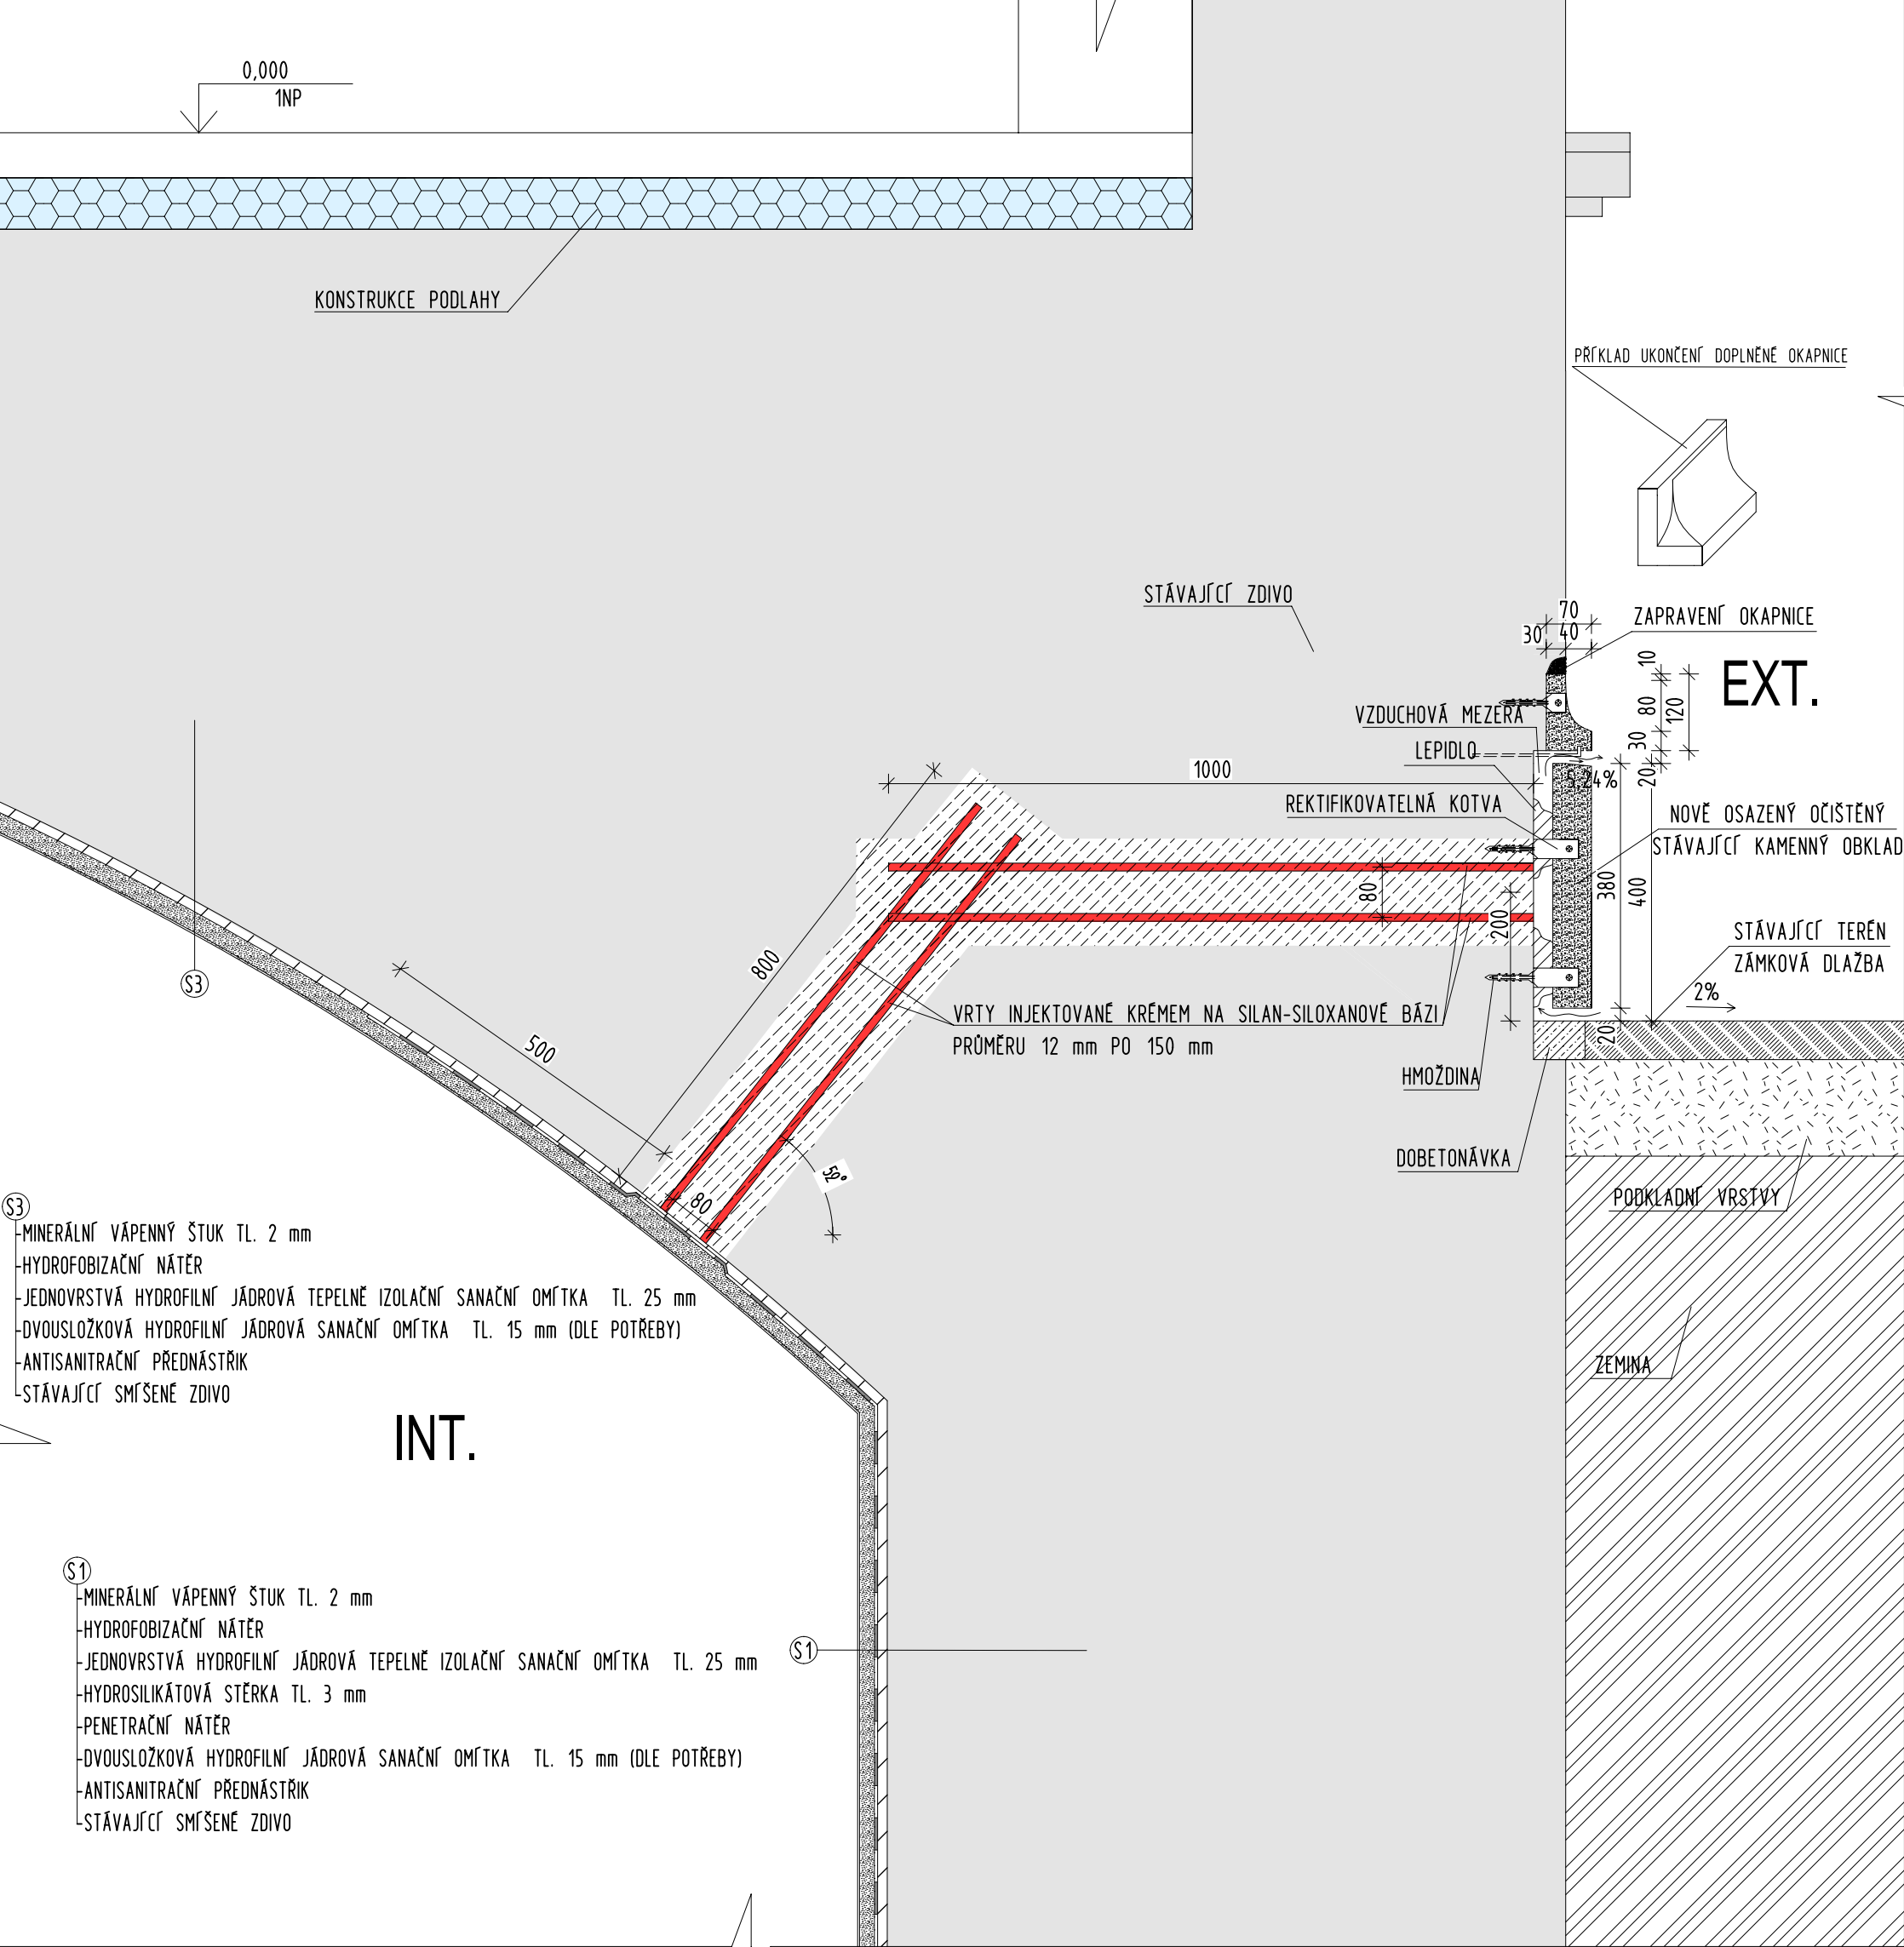 0,000
1NP
KONSTRUKCE PODLAHY
PŘÍKLAD UKONČENÍ DOPLNĚNÉ OKAPNICE
STÁVAJÍCÍ ZDIVO
70
30
40
ZAPRAVENÍ OKAPNICE
10
80
120
30
20
EXT.
VZDUCHOVÁ MEZERA
LEPIDLO
1000
5,24%
REKTIFIKOVATELNÁ KOTVA
NOVĚ OSAZENÝ OČIŠTĚNÝ
STÁVAJÍCÍ KAMENNÝ OBKLAD
80
380
400
200
800
STÁVAJÍCÍ TERÉN
ZÁMKOVÁ DLAŽBA
S3
2%
VRTY INJEKTOVANÉ KRÉMEM NA SILAN-SILOXANOVÉ BÁZI
PRŮMĚRU 12 mm PO 150 mm
20
500
HMOŽDINA
DOBETONÁVKA
50°
80
PODKLADNÍ VRSTVY
S3
MINERÁLNÍ VÁPENNÝ ŠTUK TL. 2 mm
HYDROFOBIZAČNÍ NÁTĚR
JEDNOVRSTVÁ HYDROFILNÍ JÁDROVÁ TEPELNĚ IZOLAČNÍ SANAČNÍ OMÍTKA TL. 25 mm
DVOUSLOŽKOVÁ HYDROFILNÍ JÁDROVÁ SANAČNÍ OMÍTKA TL. 15 mm (DLE POTŘEBY)
ANTISANITRAČNÍ PŘEDNÁSTŘIK
STÁVAJÍCÍ SMÍŠENÉ ZDIVO
ZEMINA
INT.
S1
MINERÁLNÍ VÁPENNÝ ŠTUK TL. 2 mm
HYDROFOBIZAČNÍ NÁTĚR
JEDNOVRSTVÁ HYDROFILNÍ JÁDROVÁ TEPELNĚ IZOLAČNÍ SANAČNÍ OMÍTKA TL. 25 mm
HYDROSILIKÁTOVÁ STĚRKA TL. 3 mm
PENETRAČNÍ NÁTĚR
DVOUSLOŽKOVÁ HYDROFILNÍ JÁDROVÁ SANAČNÍ OMÍTKA TL. 15 mm (DLE POTŘEBY)
ANTISANITRAČNÍ PŘEDNÁSTŘIK
STÁVAJÍCÍ SMÍŠENÉ ZDIVO
S1